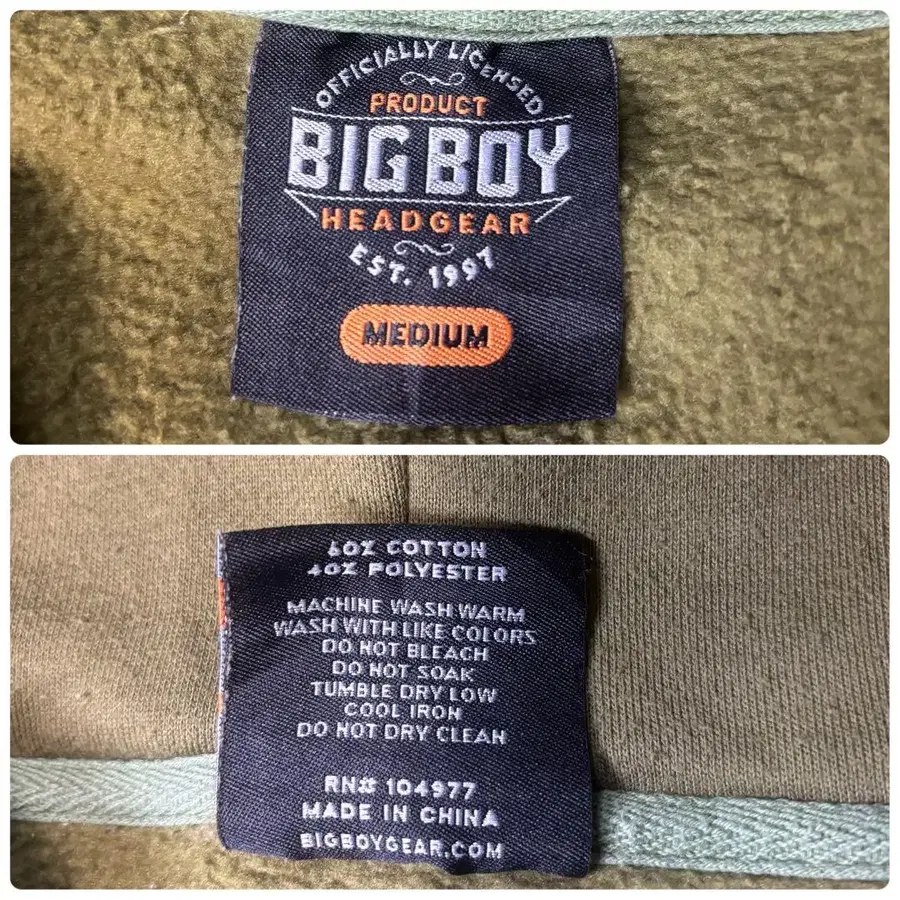 OFFICIALLY LICENSED
PRODUCT
BIG BOY
HEADGEAR
EST. 1997
MEDIUM
60% COTTON
40% POLYESTER
MACHINE WASH WARM
WASH WITH LIKE COLORS
DO NOT BLEACH
DO NOT SOAK
TUMBLE DRY LOW
COOL IRON
DO NOT DRY CLEAN
RN# 104977
MADE IN CHINA
BIGBOYGEAR.COM